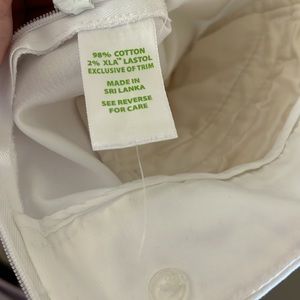 98% COTTON
2% XLA™ LASTOL
EXCLUSIVE OF TRIM
MADE IN
SRI LANKA
SEE REVERSE
FOR CARE